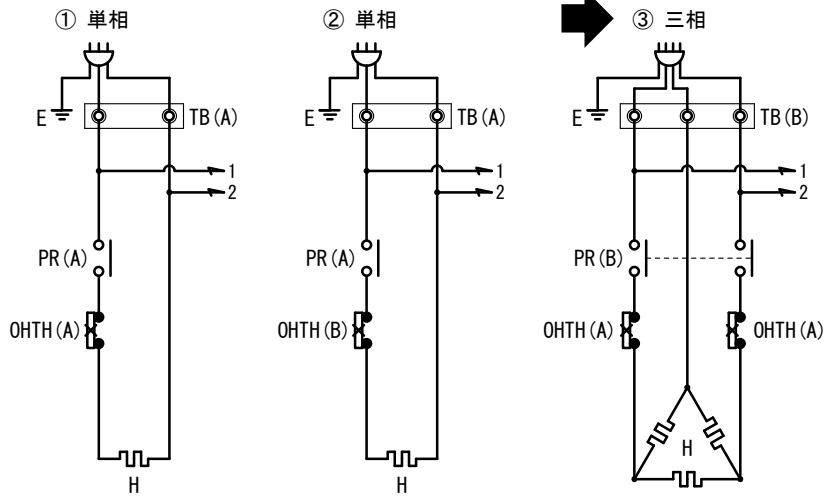 ① 単相
② 単相
③ 三相
E
TB(A)
E
TB(A)
E
TB(B)
1
1
1
2
2
2
PR(A)
PR(A)
PR(B)
OHTH(A)
OHTH(B)
OHTH(A)
OHTH(A)
H
H
H